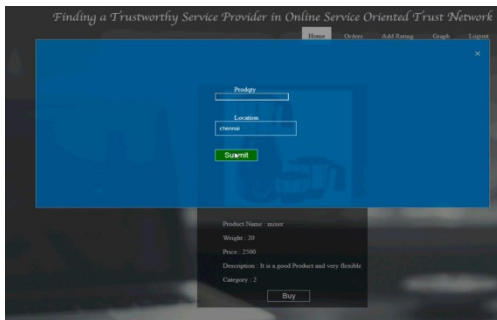 Finding a Trustworthy Service Provider in Online Service Oriented Trust Network
Home Orders Add Rating Graph Logout
×
Prodqty
Location
chennai
Submit
Product Name : mixer
Weight : 20
Price : 2500
Description : It is a good Product and very flexible
Category : 2
Buy